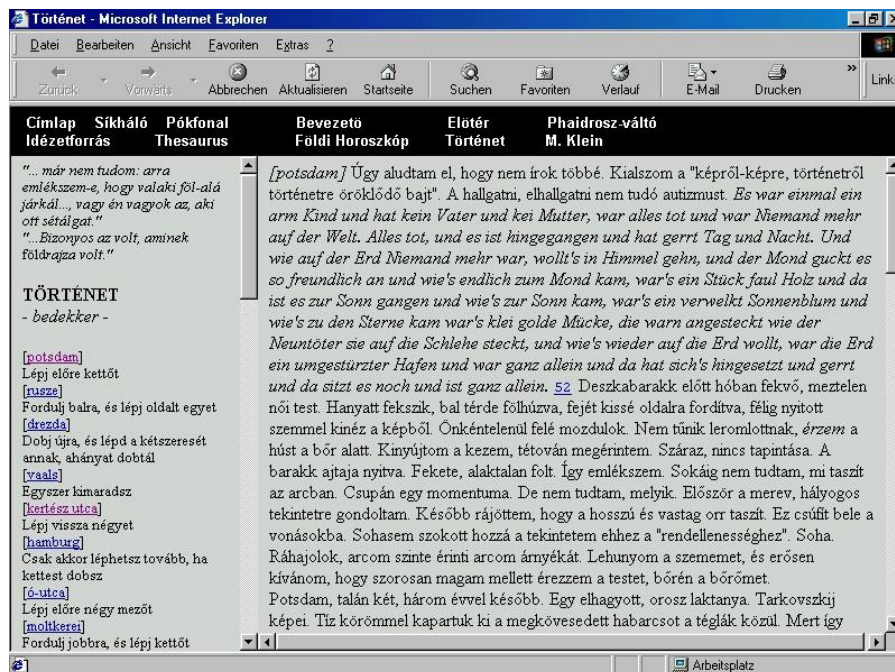 Történet - Microsoft Internet Explorer
Datei Bearbeiten Ansicht Favoriten Extras ?
Zurück Vorwärts Abbrechen Aktualisieren Startseite Suchen Favoriten Verlauf E-Mail Drucken » Link
Címlap Síkháló Pókfonal Bevezető Előtér Phaidrosz-váltó
Idézetforrás Thesaurus Földi Horoszkóp Történet M. Klein
"... már nem tudom: arra
emlékszem-e, hogy valaki föl-alá
járkál..., vagy én vagyok az, aki
ott sétálgat."
"...Bizonyos az volt, aminek
földrajza volt."
TÖRTÉNET
- bedekker -
[potsdam]
Lépj előre kettőt
[rusze]
Fordulj balra, és lépj oldalt egyet
[drezda]
Dobj újra, és lépd a kétszeresét
annak, ahányat dobtál
[vaals]
Egyszer kimaradsz
[kertész utca]
Lépj vissza négyet
[hamburg]
Csak akkor léphetsz tovább, ha
kettest dobsz
[ó-utca]
Lépj előre négy mezőt
[moltkerei]
Fordulj jobbra, és lépj kettőt
[potsdam] Úgy aludtam el, hogy nem írok többé. Kialszom a "képről-képre, történetről
történetre öröklődő bajt". A hallgatni, elhallgatni nem tudó autizmust. Es war einmal ein
arm Kind und hat kein Vater und kei Mutter, war alles tot und war Niemand mehr
auf der Welt. Alles tot, und es ist hingegangen und hat gerrt Tag und Nacht. Und
wie auf der Erd Niemand mehr war, wollt's in Himmel gehn, und der Mond guckt es
so freundlich an und wie's endlich zum Mond kam, war's ein Stück faul Holz und da
ist es zur Sonn gangen und wie's zur Sonn kam, war's ein verwelkt Sonnenblum und
wie's zu den Sterne kam war's klei golde Mücke, die warn angesteckt wie der
Neuntöter sie auf die Schlehe steckt, und wie's wieder auf die Erd wollt, war die Erd
ein umgestürzter Hafen und war ganz allein und da hat sich's hingesetzt und gerrt
und da sitzt es noch und ist ganz allein. 52 Deszkabarakk előtt hóban fekvő, meztelen
női test. Hanyatt fekszik, bal térde fölhúzva, fejét kissé oldalra fordítva, félig nyitott
szemmel kinéz a képből. Önkéntelenül felé mozdulok. Nem tűnik leromlottnak, érzem a
húst a bőr alatt. Kinyújtom a kezem, tétován megérintem. Száraz, nincs tapintása. A
barakk ajtaja nyitva. Fekete, alaktalan folt. Így emlékszem. Sokáig nem tudtam, mi taszít
az arcban. Csupán egy momentuma. De nem tudtam, melyik. Először a merev, hályogos
tekintetre gondoltam. Később rájöttem, hogy a hosszú és vastag orr taszít. Ez csúfít bele a
vonásokba. Sohasem szokott hozzá a tekintetem ehhez a "rendellenességhez". Soha.
Ráhajolok, arcom szinte érinti arcom árnyékát. Lehunyom a szememet, és erősen
kívánom, hogy szorosan magam mellett érezzem a testet, bőrén a bőrömet.
Potsdam, talán két, három évvel később. Egy elhagyott, orosz laktanya. Tarkovszkij
képei. Tíz körömmel kapartuk ki a megkövesedett habarcsot a téglák közül. Mert így
Arbeitsplatz